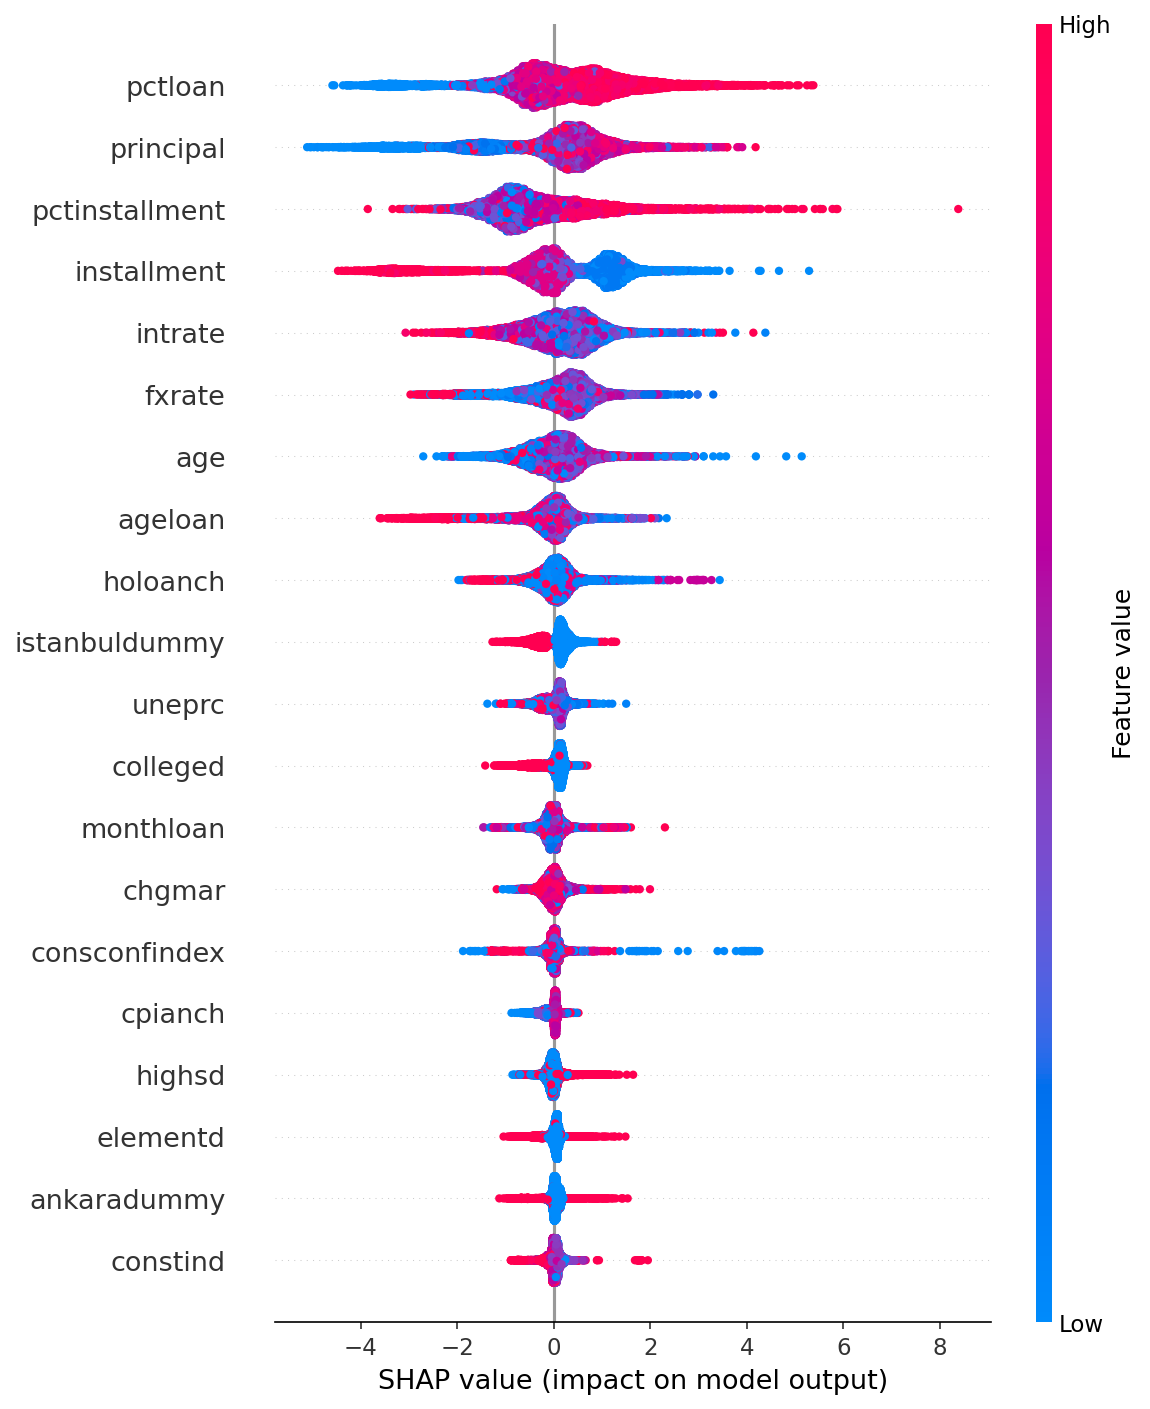 High
pctloan
principal
pctinstallment
installment
intrate
fxrate
age
ageloan
holoanch
istanbuldummy
uneprc
colleged
monthloan
chgmar
consconfindex
cpianch
highsd
elementd
ankaradummy
constind
Feature value
Low
−4 −2 0 2 4 6 8
SHAP value (impact on model output)